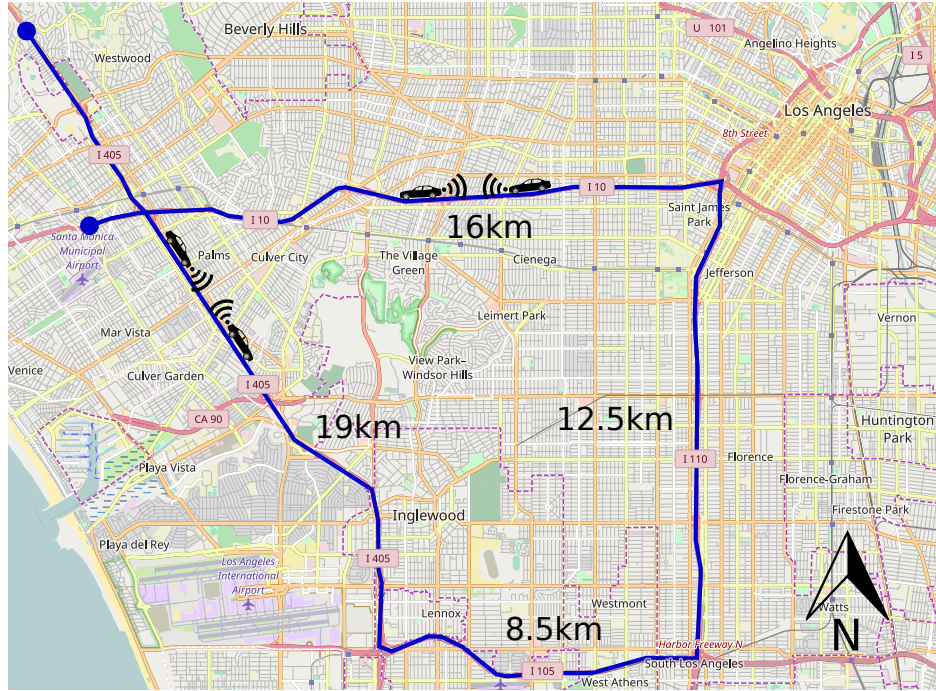 Beverly Hills
U 101
Angelino Heights
I 5
Westwood
Los Angeles
8th Street
I 405
I 10
Saint James
Park
I 10
16km
Santa Monica
Municipal
Airport
Palms
Culver City
The Village
Green
Cienega
Jefferson
Leimert Park
Vernon
Mar Vista
View Park–
Windsor Hills
Venice
Culver Garden
I 405
CA 90
19km
12.5km
Huntington
Park
Playa Vista
I 110
Florence
Florence-Graham
Inglewood
Firestone Park
Playa del Rey
I 405
Los Angeles
International
Airport
Lennox
Westmont
Watts
8.5km
N
Harbor Freeway N
South Los Angeles
I 105
West Athens